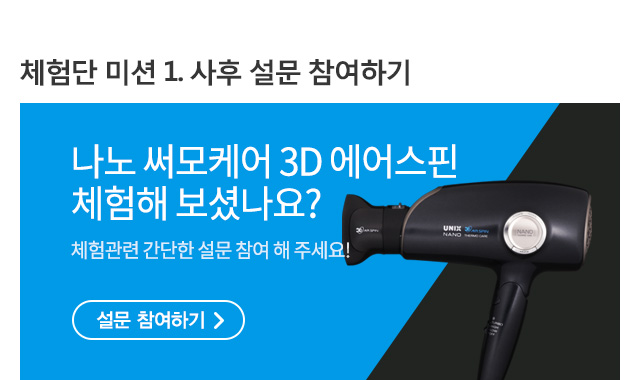 체험단 미션 1. 사후 설문 참여하기
나노 써모케어 3D 에어스핀
체험해 보셨나요?
체험관련 간단한 설문 참여 해 주세요!
설문 참여하기 >
UNIX
NANO